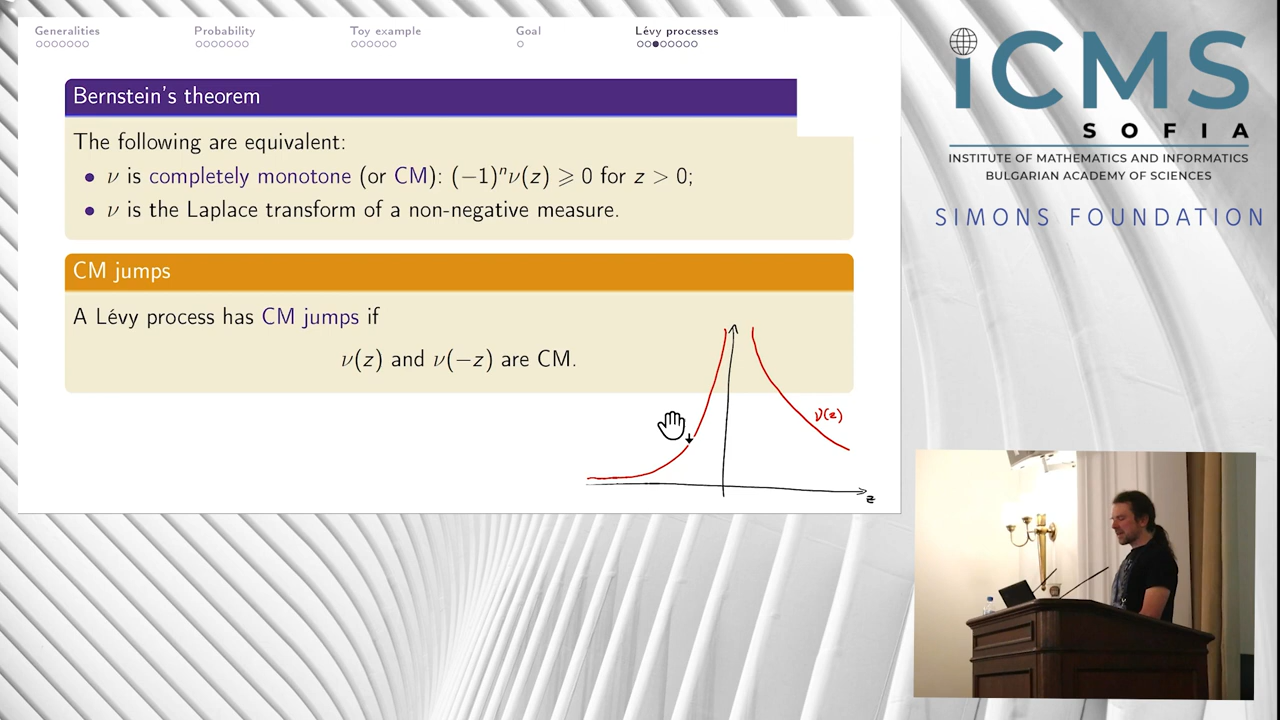 Generalities
Probability
Toy example
Goal
Lévy processes
Bernstein's theorem
The following are equivalent:
• ν is completely monotone (or CM): (−1)ⁿν(z) ⩾ 0 for z > 0;
• ν is the Laplace transform of a non-negative measure.
CM jumps
A Lévy process has CM jumps if
ν(z) and ν(−z) are CM.
ν(z)
z
iCMS
SOFIA
INSTITUTE OF MATHEMATICS AND INFORMATICS
BULGARIAN ACADEMY OF SCIENCES
SIMONS FOUNDATION